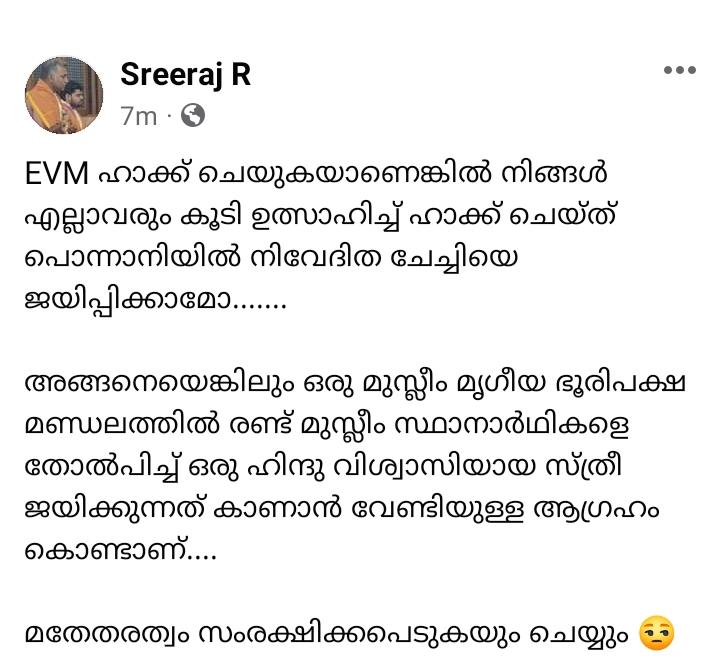 Sreeraj R
7m ·
EVM ഹാക്ക് ചെയുകയാണെങ്കിൽ നിങ്ങൾ
എല്ലാവരും കൂടി ഉത്സാഹിച്ച് ഹാക്ക് ചെയ്ത്
പൊന്നാനിയിൽ നിവേദിത ചേച്ചിയെ
ജയിപ്പിക്കാമോ.......
അങ്ങനെയെങ്കിലും ഒരു മുസ്ലീം മൃഗീയ ഭൂരിപക്ഷ
മണ്ഡലത്തിൽ രണ്ട് മുസ്ലീം സ്ഥാനാർഥികളെ
തോൽപിച്ച് ഒരു ഹിന്ദു വിശ്വാസിയായ സ്ത്രീ
ജയിക്കുന്നത് കാണാൻ വേണ്ടിയുള്ള ആഗ്രഹം
കൊണ്ടാണ്....
മതേതരത്വം സംരക്ഷിക്കപെടുകയും ചെയ്യും 😒